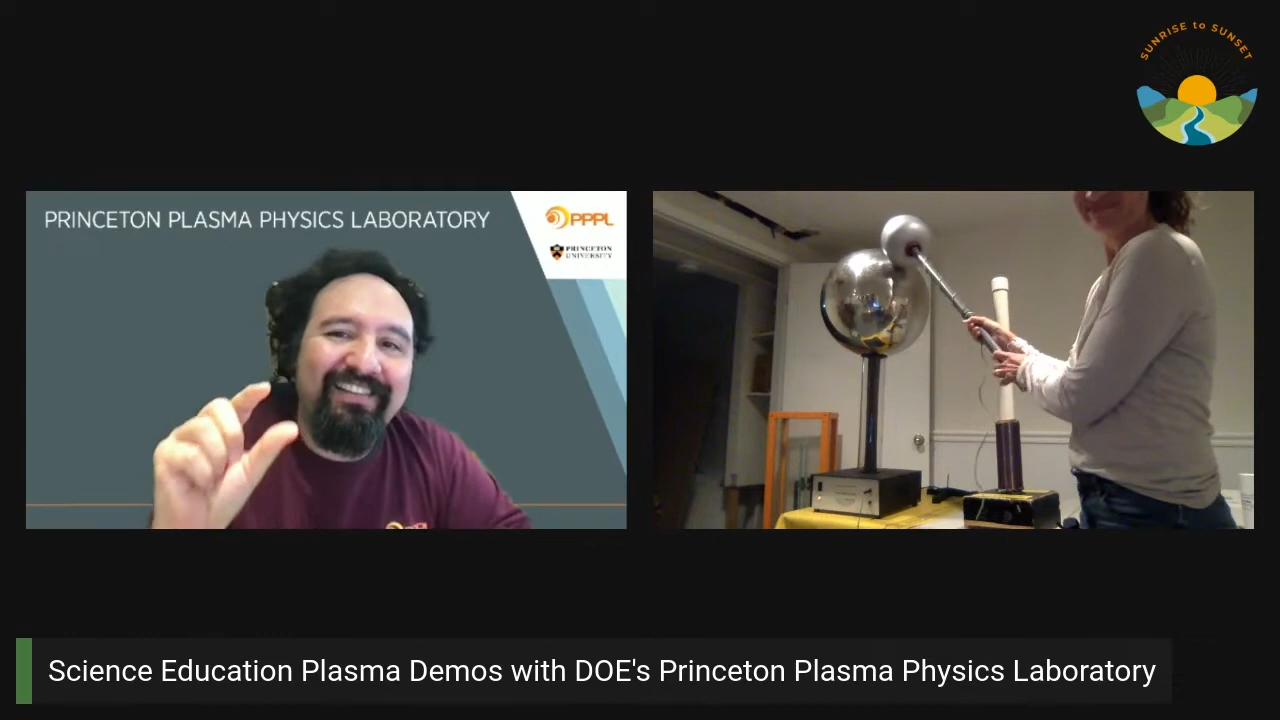 SUNRISE to SUNSET
PRINCETON PLASMA PHYSICS LABORATORY
PPPL
PRINCETON
UNIVERSITY
Science Education Plasma Demos with DOE's Princeton Plasma Physics Laboratory